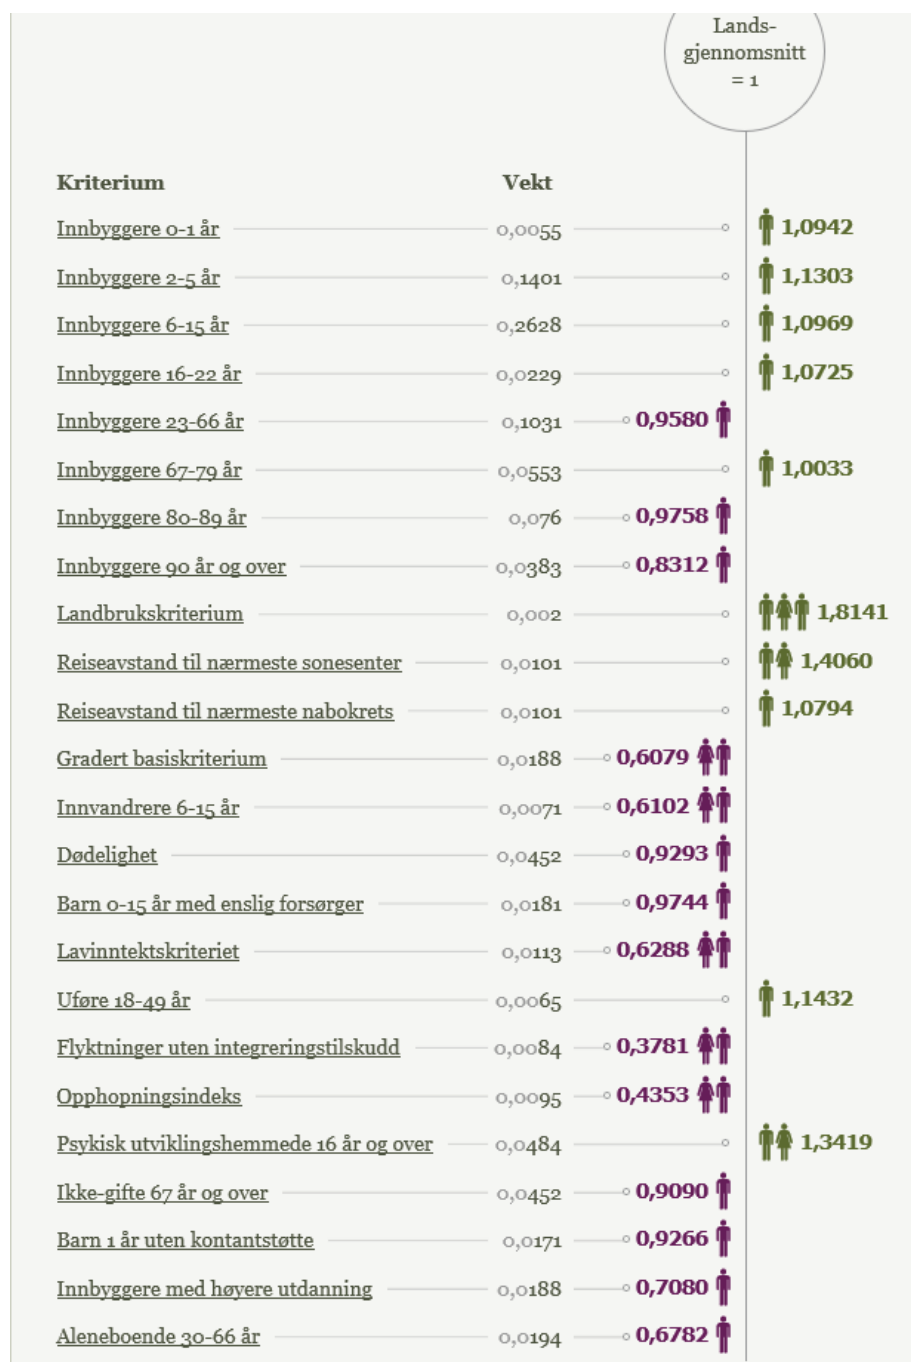 Lands-
gjennomsnitt
= 1
Kriterium Vekt
Innbyggere 0-1 år 0,0055 1,0942
Innbyggere 2-5 år 0,1401 1,1303
Innbyggere 6-15 år 0,2628 1,0969
Innbyggere 16-22 år 0,0229 1,0725
Innbyggere 23-66 år 0,1031 0,9580
Innbyggere 67-79 år 0,0553 1,0033
Innbyggere 80-89 år 0,076 0,9758
Innbyggere 90 år og over 0,0383 0,8312
Landbrukskriterium 0,002 1,8141
Reiseavstand til nærmeste sonesenter 0,0101 1,4060
Reiseavstand til nærmeste nabokrets 0,0101 1,0794
Gradert basiskriterium 0,0188 0,6079
Innvandrere 6-15 år 0,0071 0,6102
Dødelighet 0,0452 0,9293
Barn 0-15 år med enslig forsørger 0,0181 0,9744
Lavinntektskriteriet 0,0113 0,6288
Uføre 18-49 år 0,0065 1,1432
Flyktninger uten integreringstilskudd 0,0084 0,3781
Opphopningsindeks 0,0095 0,4353
Psykisk utviklingshemmede 16 år og over 0,0484 1,3419
Ikke-gifte 67 år og over 0,0452 0,9090
Barn 1 år uten kontantstøtte 0,0171 0,9266
Innbyggere med høyere utdanning 0,0188 0,7080
Aleneboende 30-66 år 0,0194 0,6782